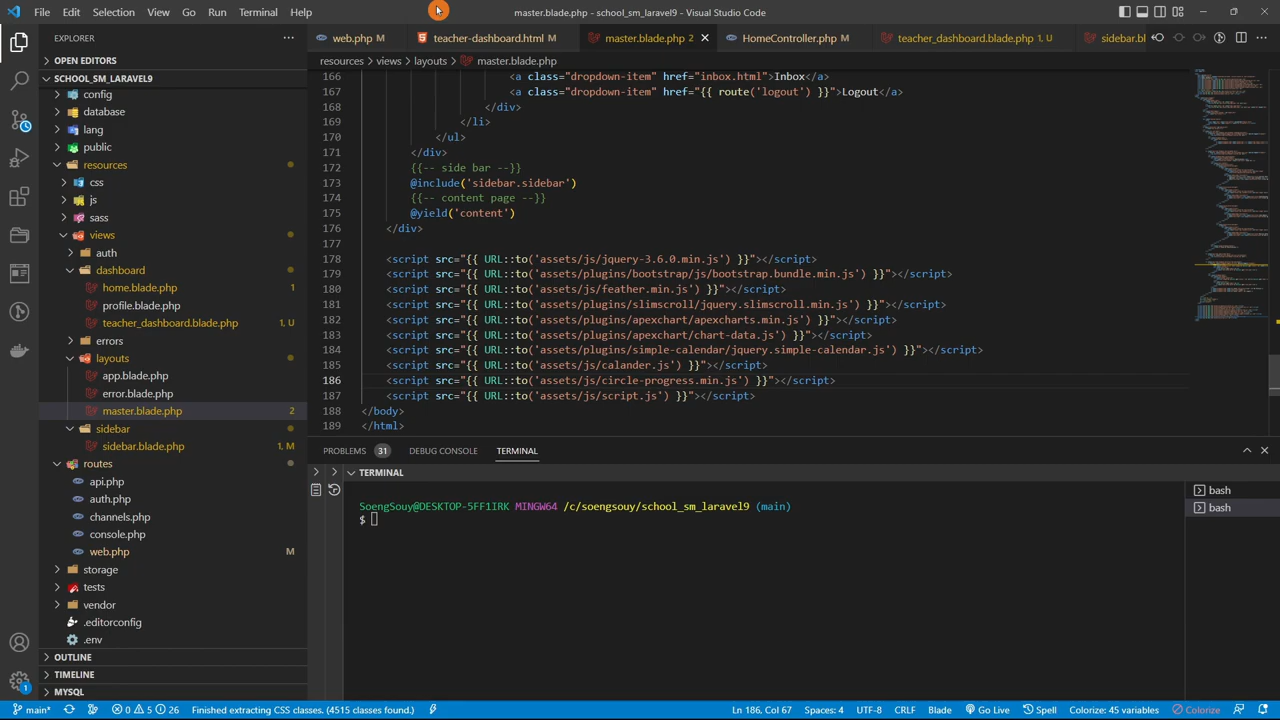 File Edit Selection View Go Run Terminal Help
master.blade.php - school_sm_laravel9 - Visual Studio Code
EXPLORER
OPEN EDITORS
SCHOOL_SM_LARAVEL9
config
database
lang
public
resources
css
js
sass
views
auth
dashboard
home.blade.php 1
profile.blade.php
teacher_dashboard.blade.php 1, U
errors
layouts
app.blade.php
error.blade.php
master.blade.php 2
sidebar
sidebar.blade.php 1, M
routes
api.php
auth.php
channels.php
console.php
web.php M
storage
tests
vendor
.editorconfig
.env
OUTLINE
TIMELINE
MYSQL
web.php M teacher-dashboard.html M master.blade.php 2 HomeController.php M teacher_dashboard.blade.php 1, U sidebar.bl
resources > views > layouts > master.blade.php
166 <a class="dropdown-item" href="inbox.html">Inbox</a>
167 <a class="dropdown-item" href="{{ route('logout') }}">Logout</a>
168 </div>
169 </li>
170 </ul>
171 </div>
172 {{-- side bar --}}
173 @include('sidebar.sidebar')
174 {{-- content page --}}
175 @yield('content')
176 </div>
177
178 <script src="{{ URL::to('assets/js/jquery-3.6.0.min.js') }}"></script>
179 <script src="{{ URL::to('assets/plugins/bootstrap/js/bootstrap.bundle.min.js') }}"></script>
180 <script src="{{ URL::to('assets/js/feather.min.js') }}"></script>
181 <script src="{{ URL::to('assets/plugins/slimscroll/jquery.slimscroll.min.js') }}"></script>
182 <script src="{{ URL::to('assets/plugins/apexchart/apexcharts.min.js') }}"></script>
183 <script src="{{ URL::to('assets/plugins/apexchart/chart-data.js') }}"></script>
184 <script src="{{ URL::to('assets/plugins/simple-calendar/jquery.simple-calendar.js') }}"></script>
185 <script src="{{ URL::to('assets/js/calander.js') }}"></script>
186 <script src="{{ URL::to('assets/js/circle-progress.min.js') }}"></script>
187 <script src="{{ URL::to('assets/js/script.js') }}"></script>
188 </body>
189 </html>
PROBLEMS 31 DEBUG CONSOLE TERMINAL
TERMINAL
SoengSouy@DESKTOP-5FF1IRK MINGW64 /c/soengsouy/school_sm_laravel9 (main)
$
bash
bash
1
main* 0 5 26 Finished extracting CSS classes. (4515 classes found.) Ln 186, Col 67 Spaces: 4 UTF-8 CRLF Blade Go Live Spell Colorize: 45 variables Colorize